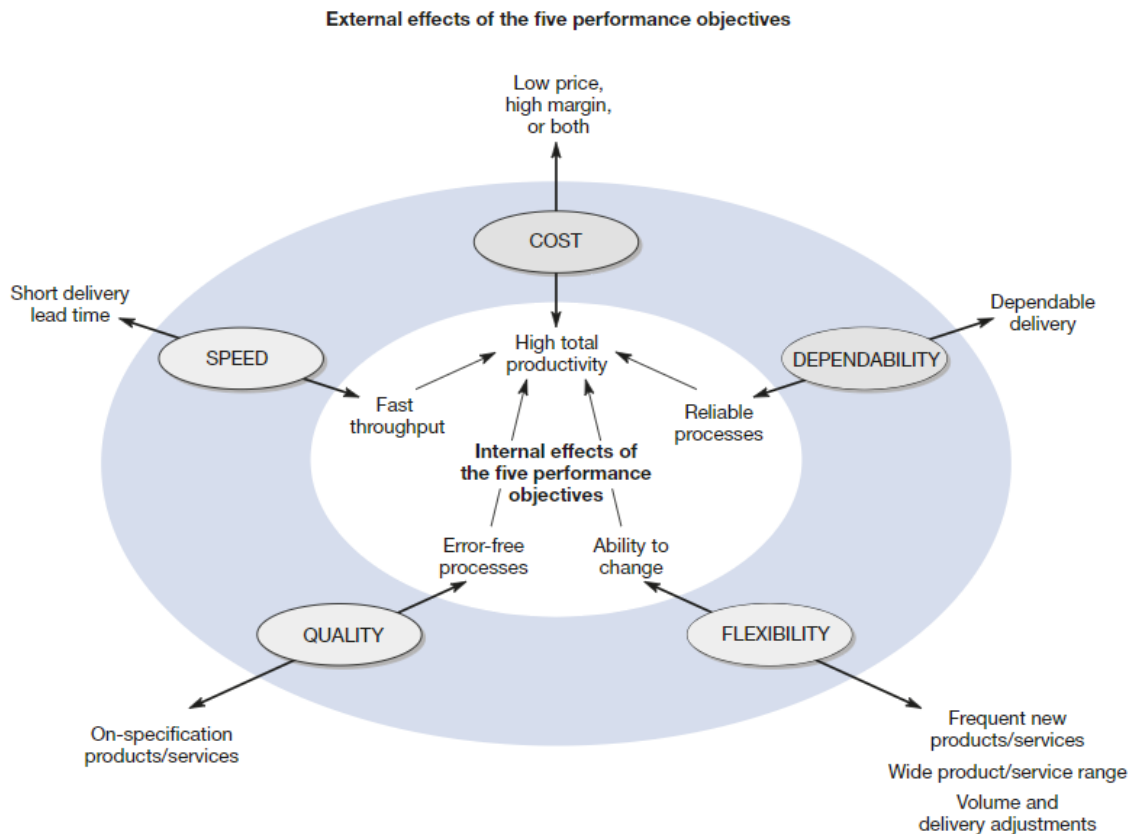 External effects of the five performance objectives
Low price,
high margin,
or both
COST
Short delivery
lead time
SPEED
Dependable
delivery
DEPENDABILITY
High total
productivity
Fast
throughput
Reliable
processes
Internal effects of
the five performance
objectives
Error-free
processes
Ability to
change
QUALITY
FLEXIBILITY
On-specification
products/services
Frequent new
products/services
Wide product/service range
Volume and
delivery adjustments